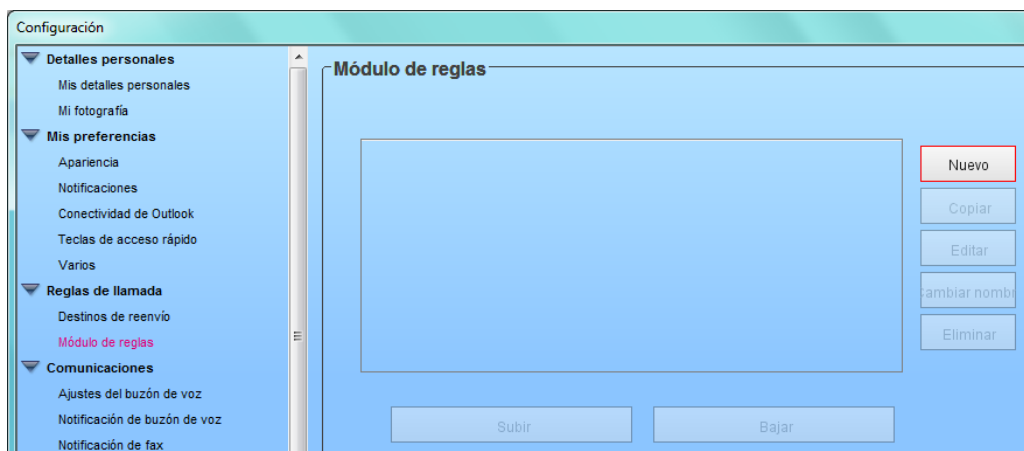 Configuración
Detalles personales
Mis detalles personales
Mi fotografía
Mis preferencias
Apariencia
Notificaciones
Conectividad de Outlook
Teclas de acceso rápido
Varios
Reglas de llamada
Destinos de reenvío
Módulo de reglas
Comunicaciones
Ajustes del buzón de voz
Notificación de buzón de voz
Notificación de fax
Módulo de reglas
Nuevo
Copiar
Editar
Cambiar nombr
Eliminar
Subir
Bajar